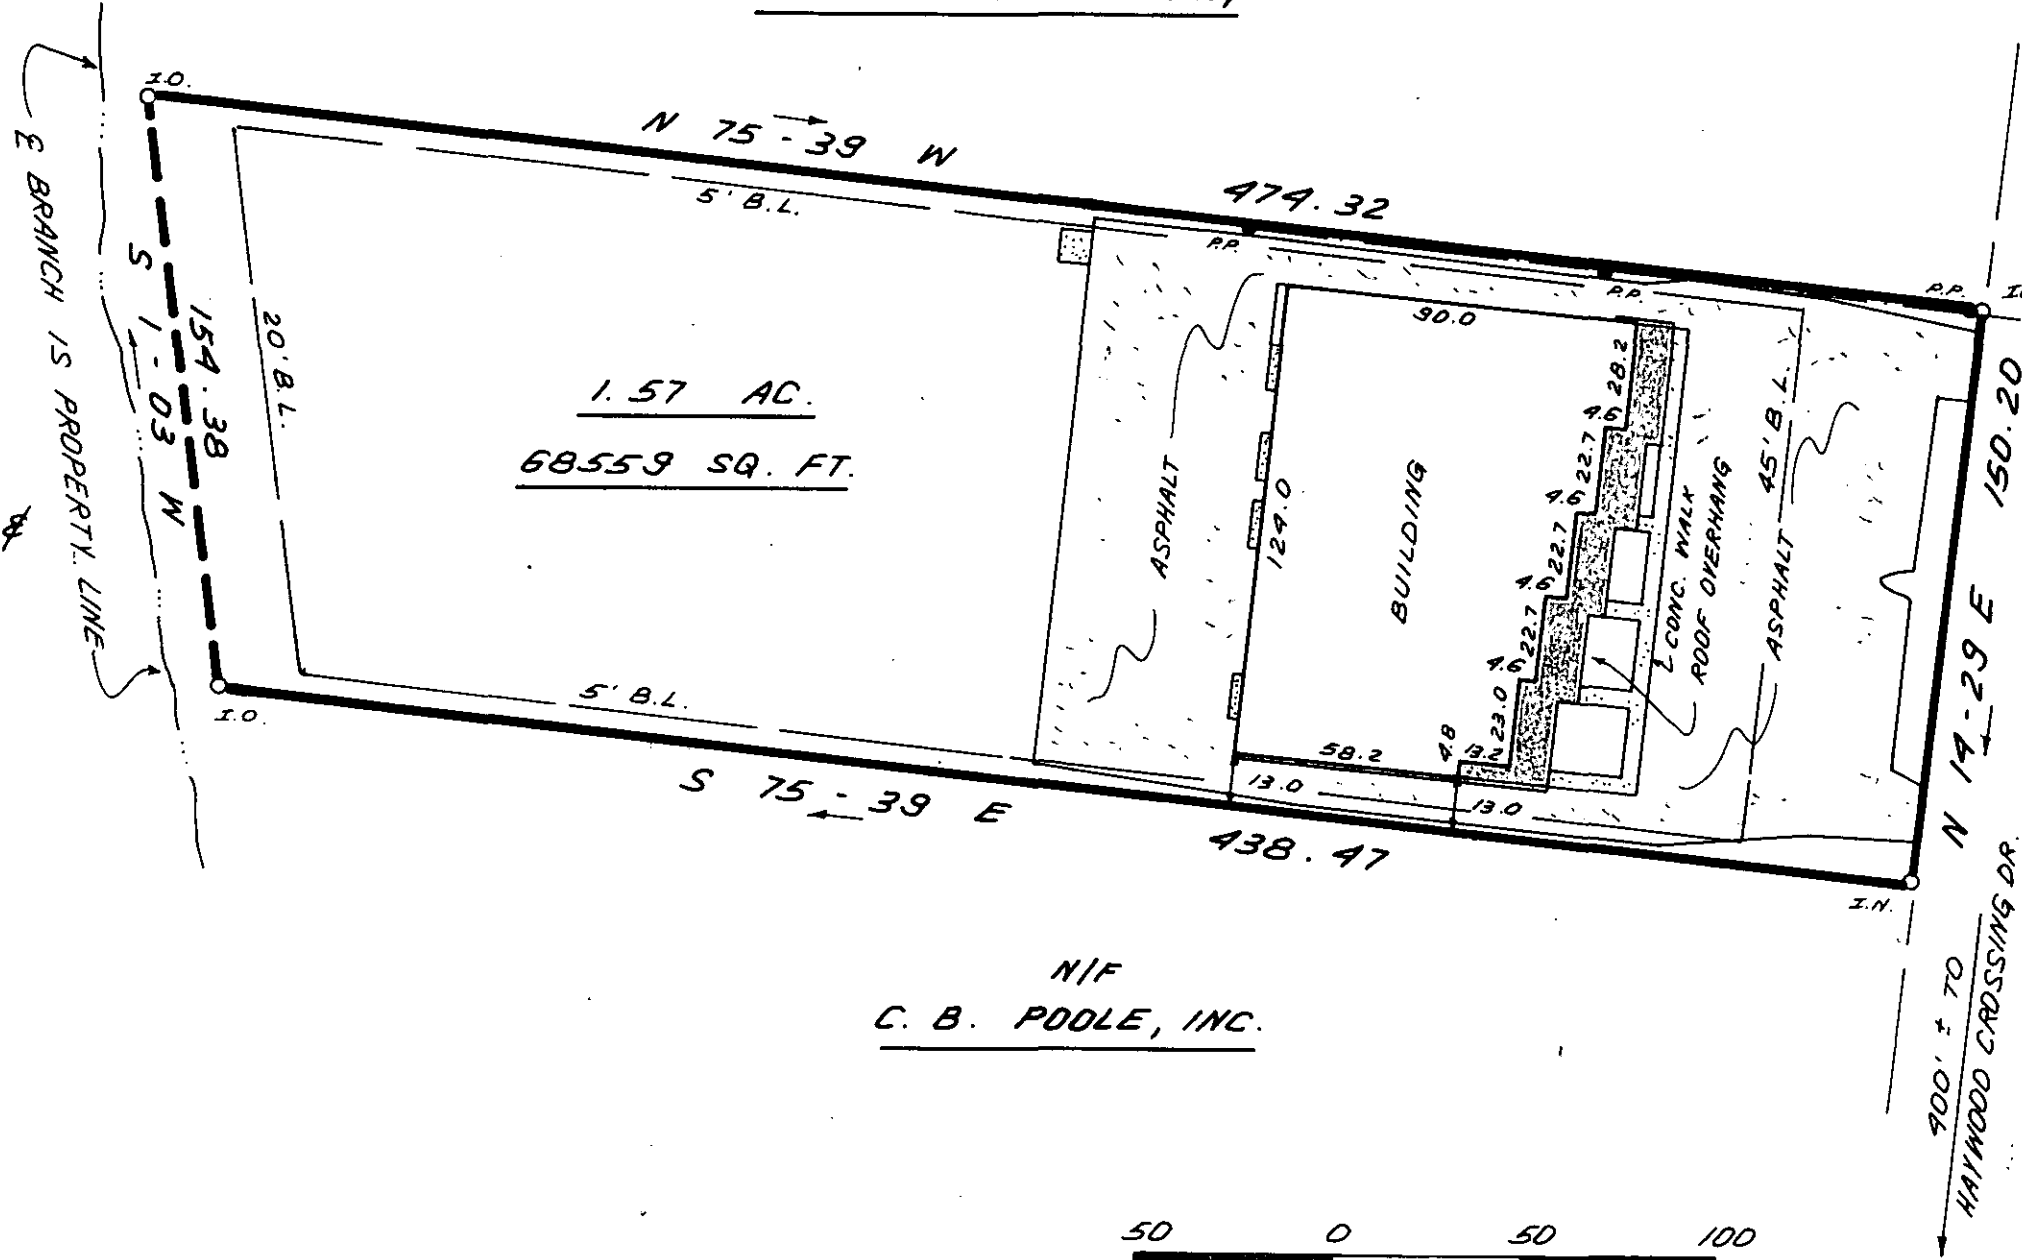 I.O.
N 75-39 W
474.32
5' B.L.
P.P.
P.P.
P.P.
℄ BRANCH IS PROPERTY LINE
S 1-03 W
154.38
20' B.L.
1.57 AC.
68559 SQ. FT.
ASPHALT
90.0
124.0
BUILDING
28.2
4.6
22.7
4.6
22.7
4.6
22.7
4.6
23.0
13.2
4.8
58.2
13.0
13.0
CONC. WALK
ROOF OVERHANG
45' B.L.
ASPHALT
N 14-29 E 150.20
I.O.
5' B.L.
S 75-39 E
438.47
I.N.
N/F
C. B. POOLE, INC.
400' ± TO
HAYWOOD CROSSING DR.
50 0 50 100